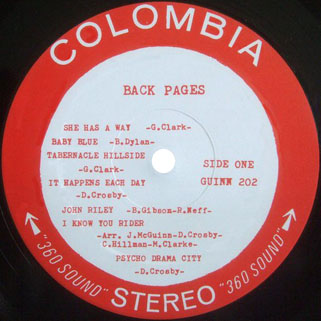 COLOMBIA
BACK PAGES
SHE HAS A WAY -G.Clark-
BABY BLUE -B.Dylan-
TABERNACLE HILLSIDE
-G.Clark-
IT HAPPENS EACH DAY
-D.Crosby-
JOHN RILEY -B.Gibson-R.Neff-
I KNOW YOU RIDER
-Arr. J.McGuinn-D.Crosby-
C.Hillman-M.Clarke-
PSYCHO DRAMA CITY
-D.Crosby-
SIDE ONE
GUINN 202
"360 SOUND" STEREO "360 SOUND"